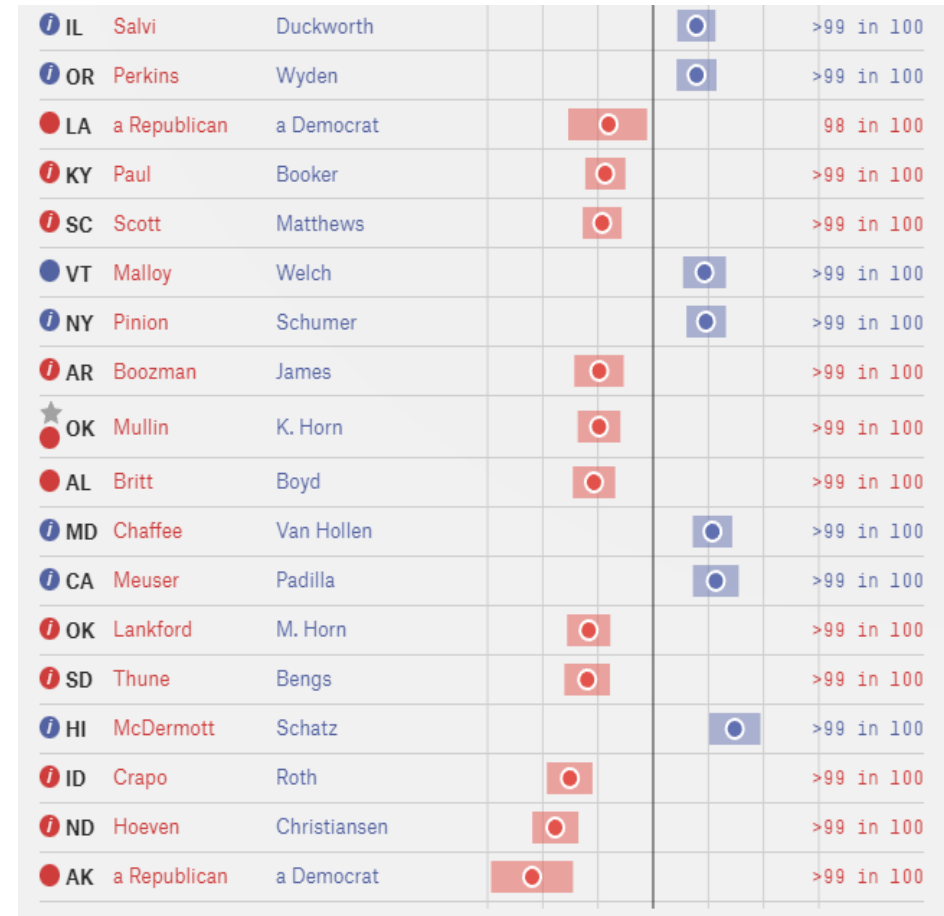 i IL Salvi Duckworth >99 in 100
i OR Perkins Wyden >99 in 100
LA a Republican a Democrat 98 in 100
i KY Paul Booker >99 in 100
i SC Scott Matthews >99 in 100
VT Malloy Welch >99 in 100
i NY Pinion Schumer >99 in 100
i AR Boozman James >99 in 100
OK Mullin K. Horn >99 in 100
AL Britt Boyd >99 in 100
i MD Chaffee Van Hollen >99 in 100
i CA Meuser Padilla >99 in 100
i OK Lankford M. Horn >99 in 100
i SD Thune Bengs >99 in 100
i HI McDermott Schatz >99 in 100
i ID Crapo Roth >99 in 100
i ND Hoeven Christiansen >99 in 100
AK a Republican a Democrat >99 in 100